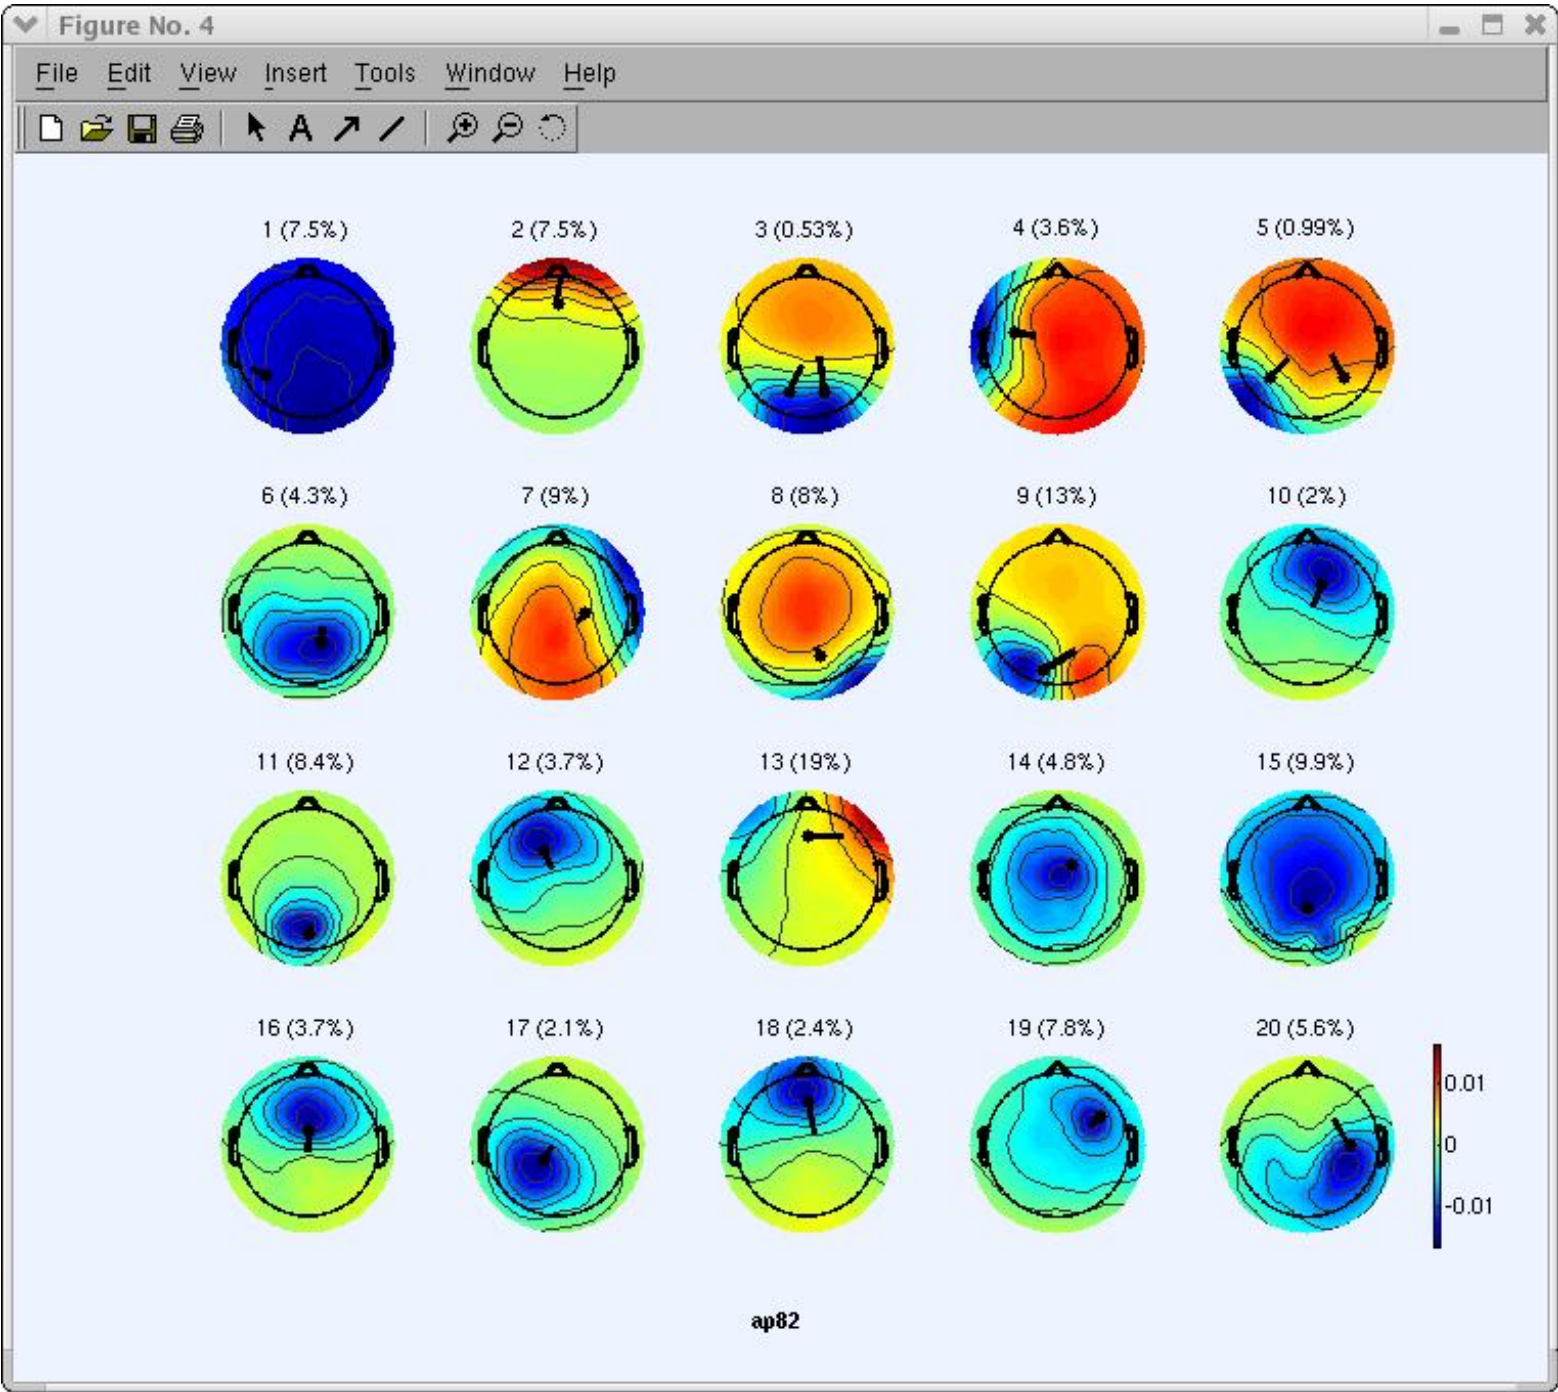 Figure No. 4
File Edit View Insert Tools Window Help
A
1 (7.5%) 2 (7.5%) 3 (0.53%) 4 (3.6%) 5 (0.99%)
6 (4.3%) 7 (9%) 8 (8%) 9 (13%) 10 (2%)
11 (8.4%) 12 (3.7%) 13 (19%) 14 (4.8%) 15 (9.9%)
16 (3.7%) 17 (2.1%) 18 (2.4%) 19 (7.8%) 20 (5.6%)
0.01
0
-0.01
ap82